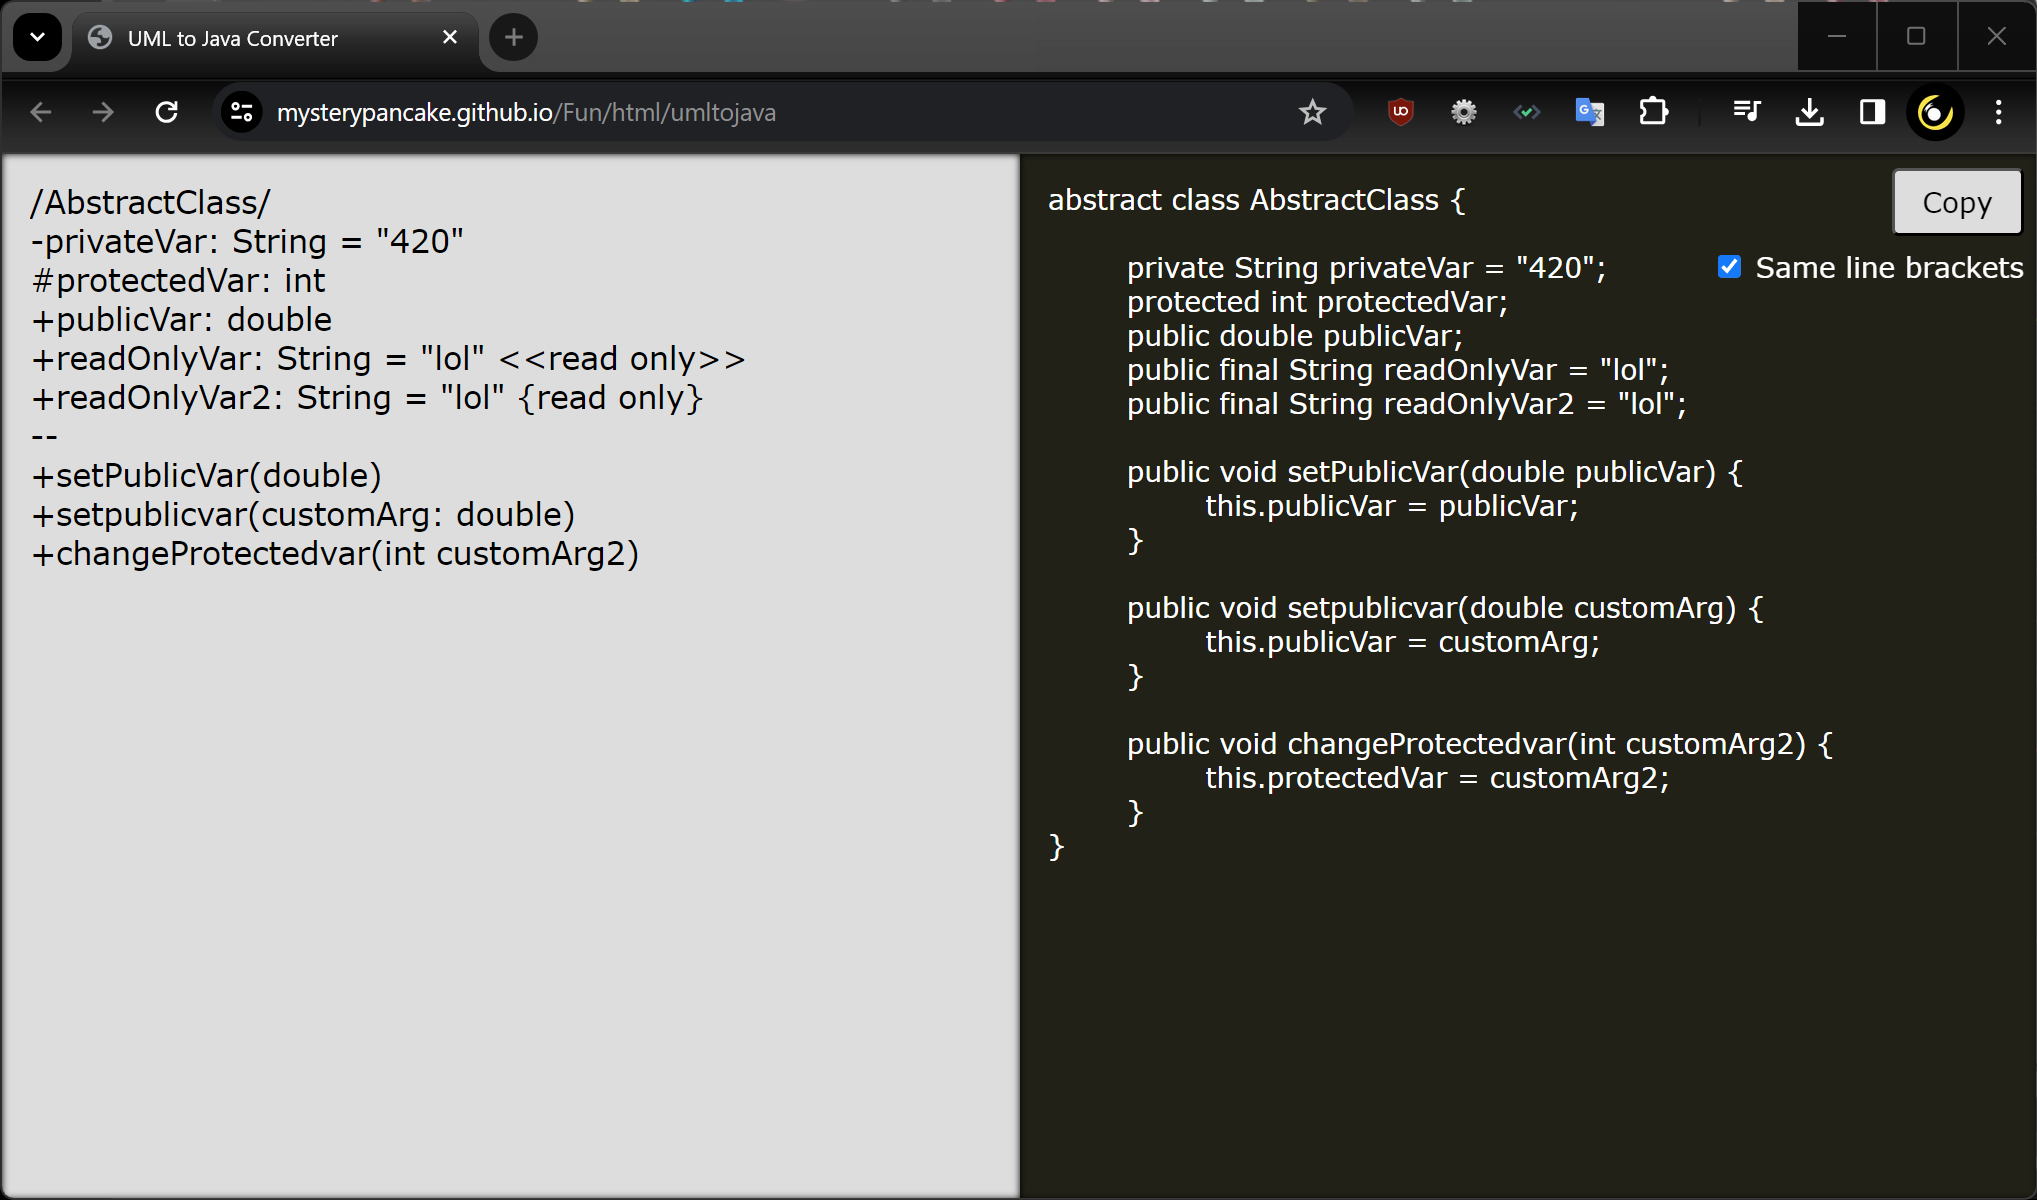 UML to Java Converter
mysterypancake.github.io/Fun/html/umltojava
/AbstractClass/
-privateVar: String = "420"
#protectedVar: int
+publicVar: double
+readOnlyVar: String = "lol" <<read only>>
+readOnlyVar2: String = "lol" {read only}
--
+setPublicVar(double)
+setpublicvar(customArg: double)
+changeProtectedvar(int customArg2)
abstract class AbstractClass {
private String privateVar = "420";
protected int protectedVar;
public double publicVar;
public final String readOnlyVar = "lol";
public final String readOnlyVar2 = "lol";
public void setPublicVar(double publicVar) {
this.publicVar = publicVar;
}
public void setpublicvar(double customArg) {
this.publicVar = customArg;
}
public void changeProtectedvar(int customArg2) {
this.protectedVar = customArg2;
}
}
Copy
Same line brackets